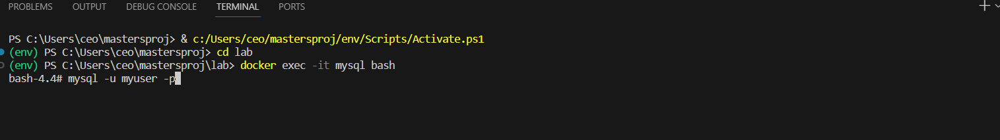 PROBLEMS OUTPUT DEBUG CONSOLE TERMINAL PORTS
PS C:\Users\ceo\mastersproj> & c:/Users/ceo/mastersproj/env/Scripts/Activate.ps1
(env) PS C:\Users\ceo\mastersproj> cd lab
(env) PS C:\Users\ceo\mastersproj\lab> docker exec -it mysql bash
bash-4.4# mysql -u myuser -p